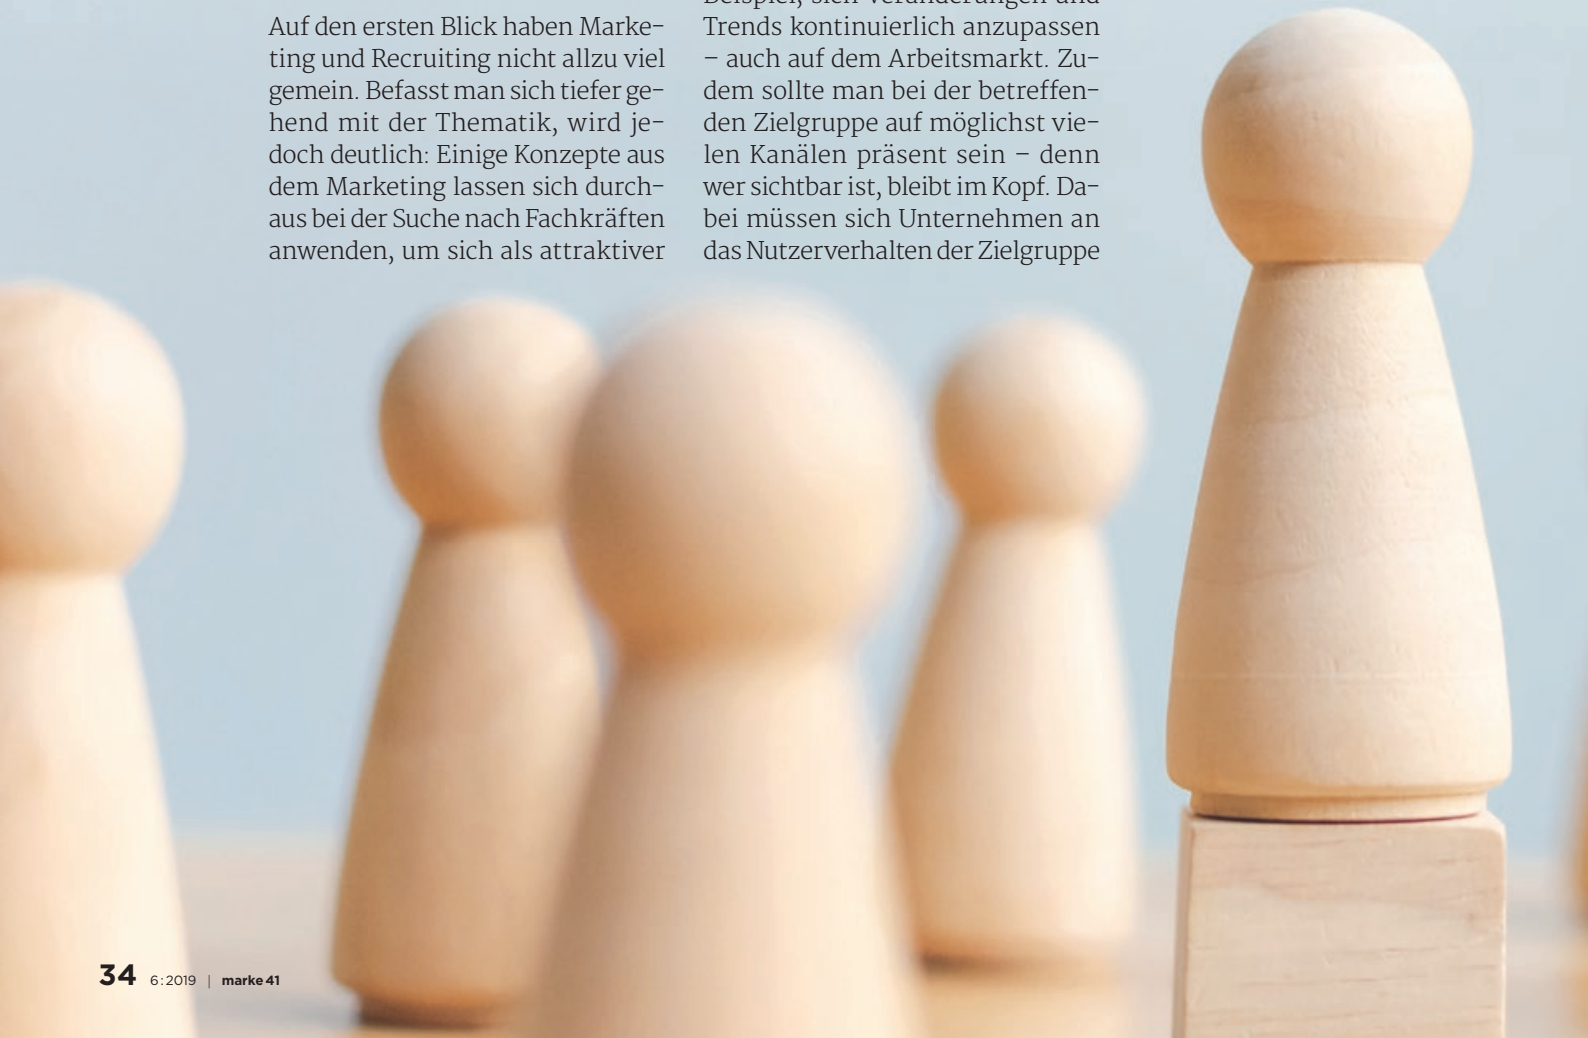 Auf den ersten Blick haben Marke-
ting und Recruiting nicht allzu viel
gemein. Befasst man sich tiefer ge-
hend mit der Thematik, wird je-
doch deutlich: Einige Konzepte aus
dem Marketing lassen sich durch-
aus bei der Suche nach Fachkräften
anwenden, um sich als attraktiver
Beispiel, sich Veränderungen und
Trends kontinuierlich anzupassen
– auch auf dem Arbeitsmarkt. Zu-
dem sollte man bei der betreffen-
den Zielgruppe auf möglichst vie-
len Kanälen präsent sein – denn
wer sichtbar ist, bleibt im Kopf. Da-
bei müssen sich Unternehmen an
das Nutzerverhalten der Zielgruppe
34 6:2019 | marke 41